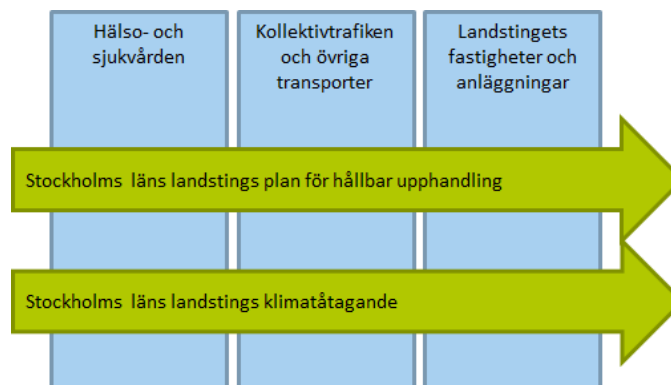 Hälso- och
sjukvården
Kollektivtrafiken
och övriga
transporter
Landstingets
fastigheter och
anläggningar
Stockholms läns landstings plan för hållbar upphandling
Stockholms läns landstings klimatåtagande